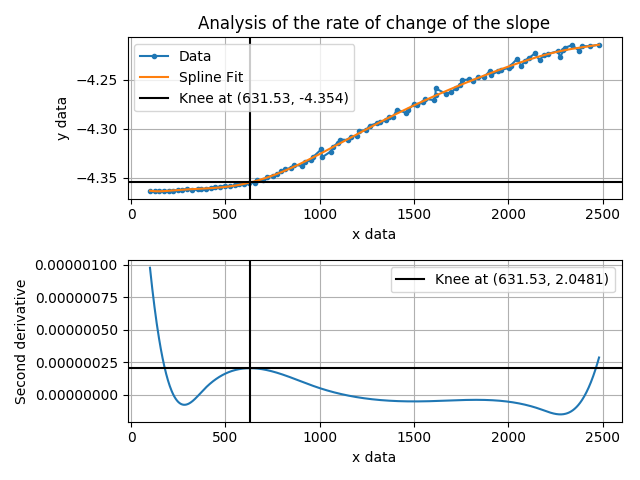 Analysis of the rate of change of the slope
Data
Spline Fit
Knee at (631.53, -4.354)
y data
−4.25
−4.30
−4.35
0 500 1000 1500 2000 2500
x data
Second derivative
0.00000100
0.00000075
0.00000050
0.00000025
0.00000000
Knee at (631.53, 2.0481)
0 500 1000 1500 2000 2500
x data